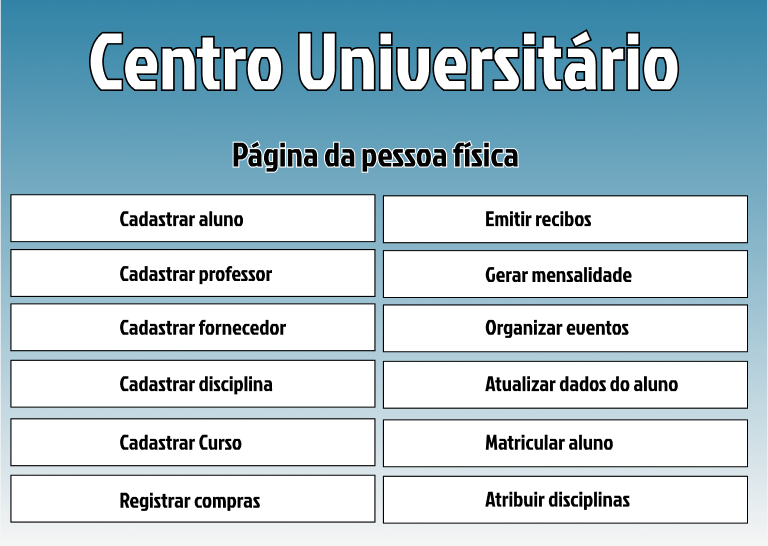 Centro Universitário
Página da pessoa física
Cadastrar aluno
Emitir recibos
Cadastrar professor
Gerar mensalidade
Cadastrar fornecedor
Organizar eventos
Cadastrar disciplina
Atualizar dados do aluno
Cadastrar Curso
Matricular aluno
Registrar compras
Atribuir disciplinas